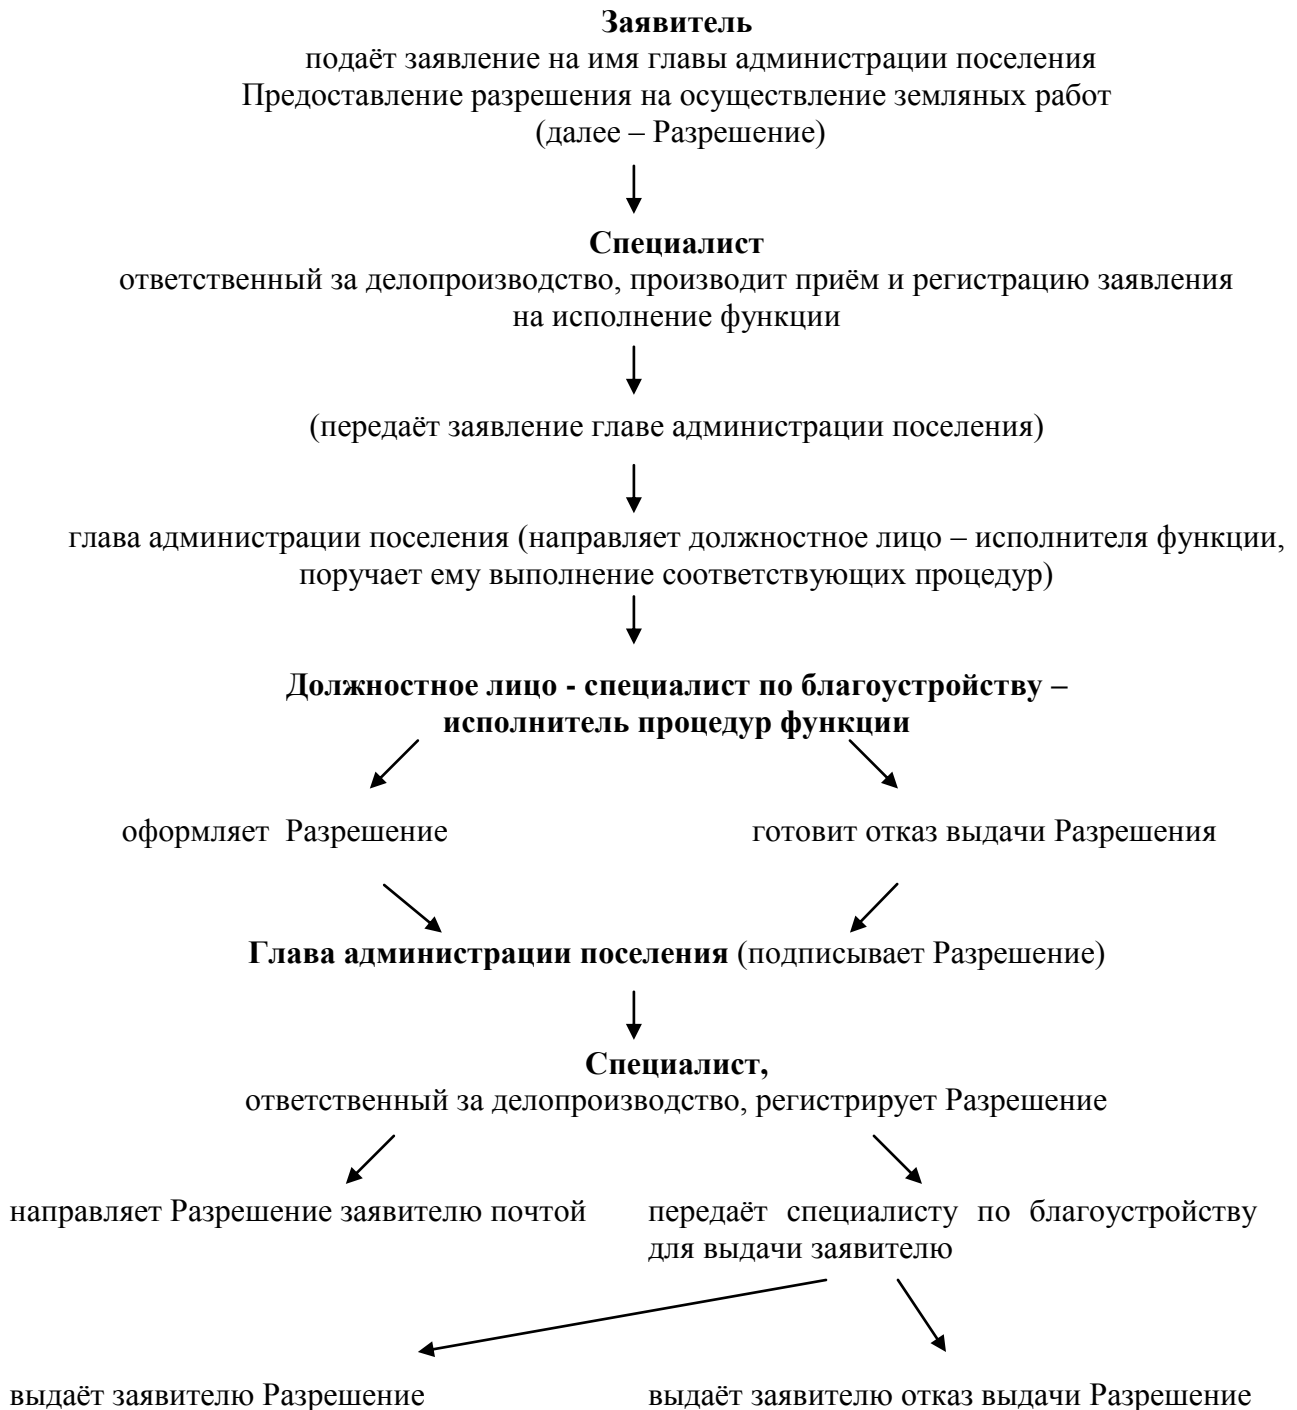 Заявитель
подаёт заявление на имя главы администрации поселения
Предоставление разрешения на осуществление земляных работ
(далее – Разрешение)
Специалист
ответственный за делопроизводство, производит приём и регистрацию заявления
на исполнение функции
(передаёт заявление главе администрации поселения)
глава администрации поселения (направляет должностное лицо – исполнителя функции,
поручает ему выполнение соответствующих процедур)
Должностное лицо - специалист по благоустройству –
исполнитель процедур функции
оформляет Разрешение
готовит отказ выдачи Разрешения
Глава администрации поселения (подписывает Разрешение)
Специалист,
ответственный за делопроизводство, регистрирует Разрешение
направляет Разрешение заявителю почтой
передаёт специалисту по благоустройству
для выдачи заявителю
выдаёт заявителю Разрешение
выдаёт заявителю отказ выдачи Разрешение